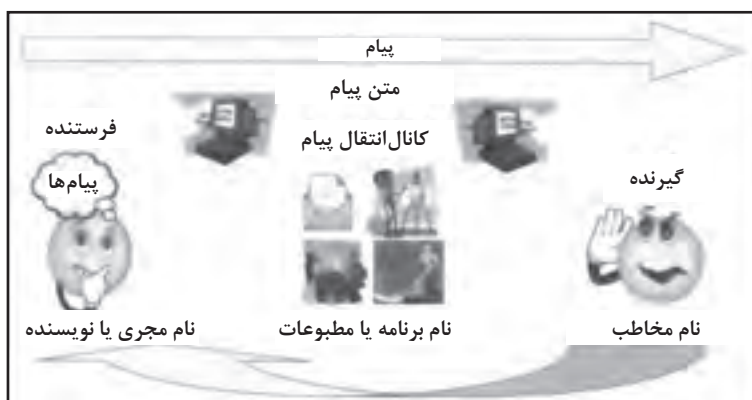 پیام
متن پیام
کانال‌انتقال پیام
گیرنده
فرستنده
پیام‌ها
نام مخاطب
نام برنامه یا مطبوعات
نام مجری یا نویسنده